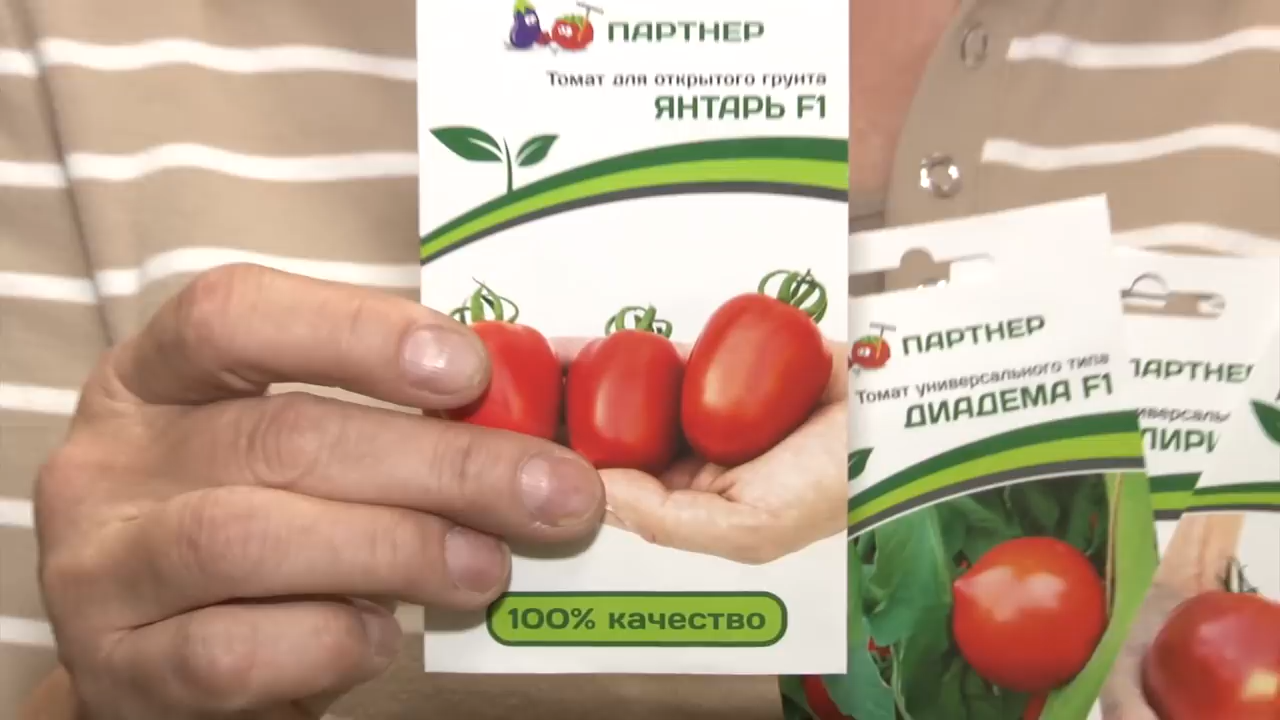 ПАРТНЕР
Томат для открытого грунта
ЯНТАРЬ F1
100% качество
ПАРТНЕР
Томат универсального типа
ДИАДЕМА F1